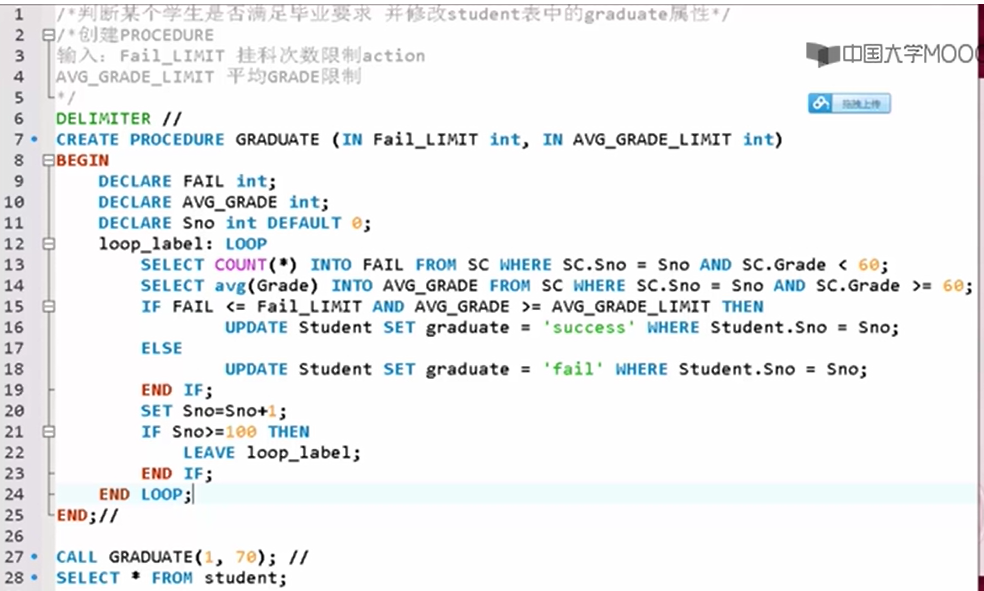 1 /*判断某个学生是否满足毕业要求 并修改student表中的graduate属性*/
2 /*创建PROCEDURE
3 输入: Fail_LIMIT 挂科次数限制action
4 AVG_GRADE_LIMIT 平均GRADE限制
5 */
6 DELIMITER //
7 CREATE PROCEDURE GRADUATE (IN Fail_LIMIT int, IN AVG_GRADE_LIMIT int)
8 BEGIN
9 DECLARE FAIL int;
10 DECLARE AVG_GRADE int;
11 DECLARE Sno int DEFAULT 0;
12 loop_label: LOOP
13 SELECT COUNT(*) INTO FAIL FROM SC WHERE SC.Sno = Sno AND SC.Grade < 60;
14 SELECT avg(Grade) INTO AVG_GRADE FROM SC WHERE SC.Sno = Sno AND SC.Grade >= 60;
15 IF FAIL <= Fail_LIMIT AND AVG_GRADE >= AVG_GRADE_LIMIT THEN
16 UPDATE Student SET graduate = 'success' WHERE Student.Sno = Sno;
17 ELSE
18 UPDATE Student SET graduate = 'fail' WHERE Student.Sno = Sno;
19 END IF;
20 SET Sno=Sno+1;
21 IF Sno>=100 THEN
22 LEAVE loop_label;
23 END IF;
24 END LOOP;
25 END;//
26
27 CALL GRADUATE(1, 70); //
28 SELECT * FROM student;
中国大学MOOC
拖拽上传